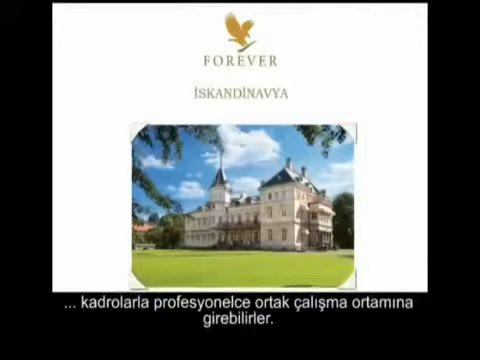 FOREVER
İSKANDİNAVYA
... kadrolarla profesyonelce ortak çalışma ortamına
girebilirler.